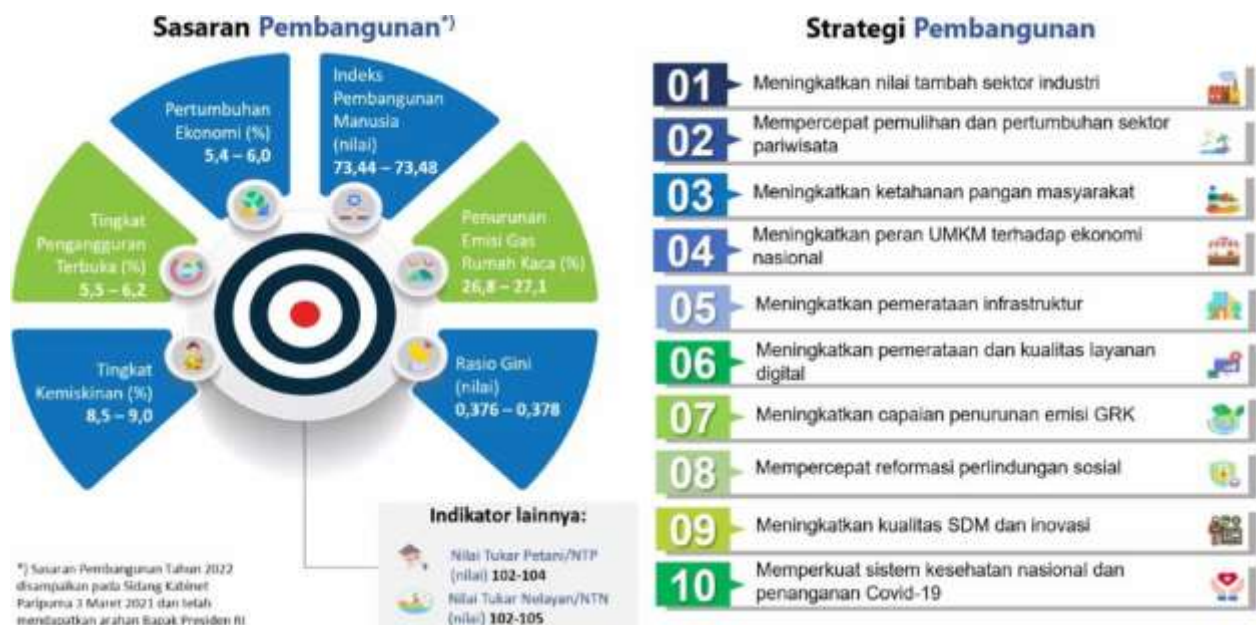 Sasaran Pembangunan*)
Tingkat
Kemiskinan (%)
8,5 – 9,0
Tingkat
Pengangguran
Terbuka (%)
5,5 – 6,2
Pertumbuhan
Ekonomi (%)
5,4 – 6,0
Indeks
Pembangunan
Manusia
(nilai)
73,44 – 73,48
Penurunan
Emisi Gas
Rumah Kaca (%)
26,8 – 27,1
Rasio Gini
(nilai)
0,376 – 0,378
Indikator lainnya:
Nilai Tukar Petani/NTP
(nilai) 102-104
Nilai Tukar Nelayan/NTN
(nilai) 102-105
*) Sasaran Pembangunan Tahun 2022
disampaikan pada Sidang Kabinet
Paripurna 3 Maret 2021 dan telah
mendapatkan arahan Bapak Presiden RI
Strategi Pembangunan
01 Meningkatkan nilai tambah sektor industri
02 Mempercepat pemulihan dan pertumbuhan sektor
pariwisata
03 Meningkatkan ketahanan pangan masyarakat
04 Meningkatkan peran UMKM terhadap ekonomi
nasional
05 Meningkatkan pemerataan infrastruktur
06 Meningkatkan pemerataan dan kualitas layanan
digital
07 Meningkatkan capaian penurunan emisi GRK
08 Mempercepat reformasi perlindungan sosial
09 Meningkatkan kualitas SDM dan inovasi
10 Memperkuat sistem kesehatan nasional dan
penanganan Covid-19